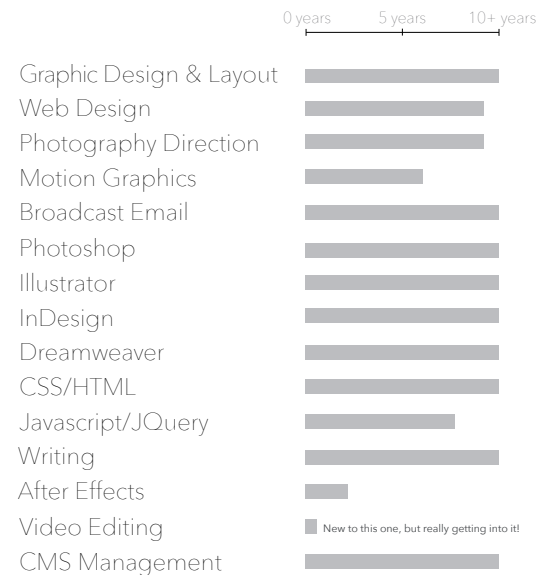 0 years 5 years 10+ years
Graphic Design & Layout
Web Design
Photography Direction
Motion Graphics
Broadcast Email
Photoshop
Illustrator
InDesign
Dreamweaver
CSS/HTML
Javascript/JQuery
Writing
After Effects
Video Editing New to this one, but really getting into it!
CMS Management